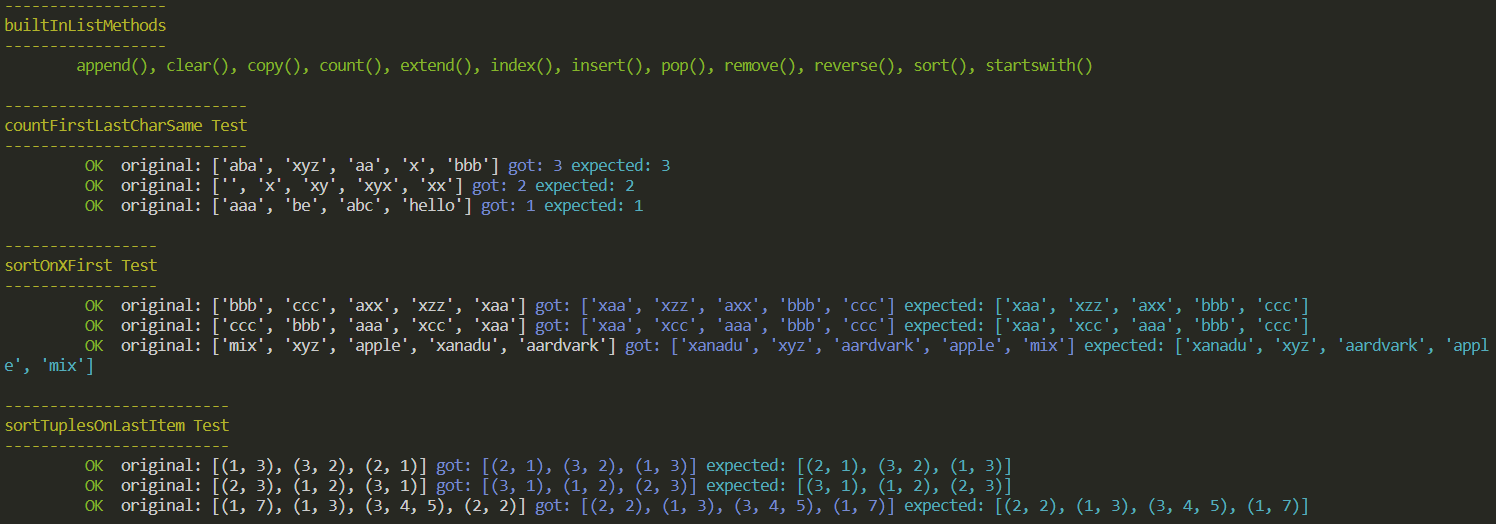 ------------------
builtInListMethods
------------------
append(), clear(), copy(), count(), extend(), index(), insert(), pop(), remove(), reverse(), sort(), startswith()
---------------------------
countFirstLastCharSame Test
---------------------------
OK  original: ['aba', 'xyz', 'aa', 'x', 'bbb'] got: 3 expected: 3
OK  original: ['', 'x', 'xy', 'xyx', 'xx'] got: 2 expected: 2
OK  original: ['aaa', 'be', 'abc', 'hello'] got: 1 expected: 1
-----------------
sortOnXFirst Test
-----------------
OK  original: ['bbb', 'ccc', 'axx', 'xzz', 'xaa'] got: ['xaa', 'xzz', 'axx', 'bbb', 'ccc'] expected: ['xaa', 'xzz', 'axx', 'bbb', 'ccc']
OK  original: ['ccc', 'bbb', 'aaa', 'xcc', 'xaa'] got: ['xaa', 'xcc', 'aaa', 'bbb', 'ccc'] expected: ['xaa', 'xcc', 'aaa', 'bbb', 'ccc']
OK  original: ['mix', 'xyz', 'apple', 'xanadu', 'aardvark'] got: ['xanadu', 'xyz', 'aardvark', 'apple', 'mix'] expected: ['xanadu', 'xyz', 'aardvark', 'appl
e', 'mix']
-------------------------
sortTuplesOnLastItem Test
-------------------------
OK  original: [(1, 3), (3, 2), (2, 1)] got: [(2, 1), (3, 2), (1, 3)] expected: [(2, 1), (3, 2), (1, 3)]
OK  original: [(2, 3), (1, 2), (3, 1)] got: [(3, 1), (1, 2), (2, 3)] expected: [(3, 1), (1, 2), (2, 3)]
OK  original: [(1, 7), (1, 3), (3, 4, 5), (2, 2)] got: [(2, 2), (1, 3), (3, 4, 5), (1, 7)] expected: [(2, 2), (1, 3), (3, 4, 5), (1, 7)]